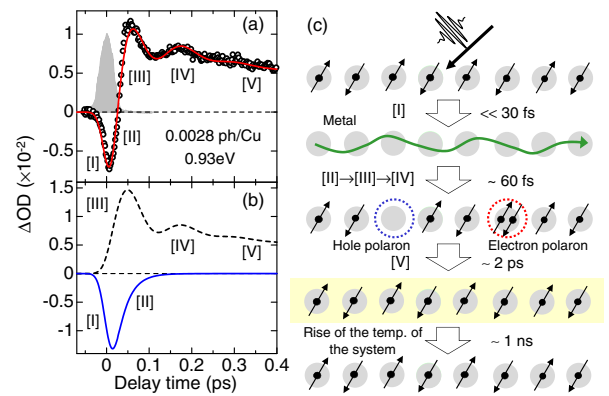 (a)
1
0.5
0
-0.5
[I]
[II]
[III]
[IV]
[V]
0.0028 ph/Cu
0.93eV
ΔOD (×10⁻²)
(b)
1.5
1
0.5
0
-0.5
-1
[III]
[IV]
[V]
[I]
[II]
0
0.1
0.2
0.3
0.4
Delay time (ps)
(c)
[I]
<< 30 fs
Metal
[II]→[III]→[IV]
~ 60 fs
Hole polaron
Electron polaron
[V]
~ 2 ps
Rise of the temp. of
the system
~ 1 ns